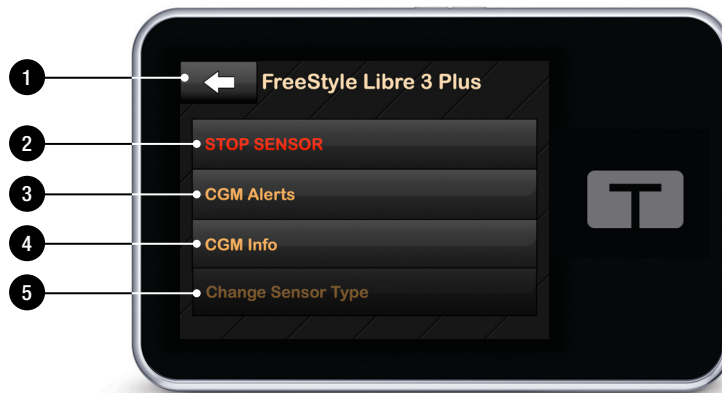 1
FreeStyle Libre 3 Plus
2
STOP SENSOR
3
CGM Alerts
4
CGM Info
5
Change Sensor Type
T